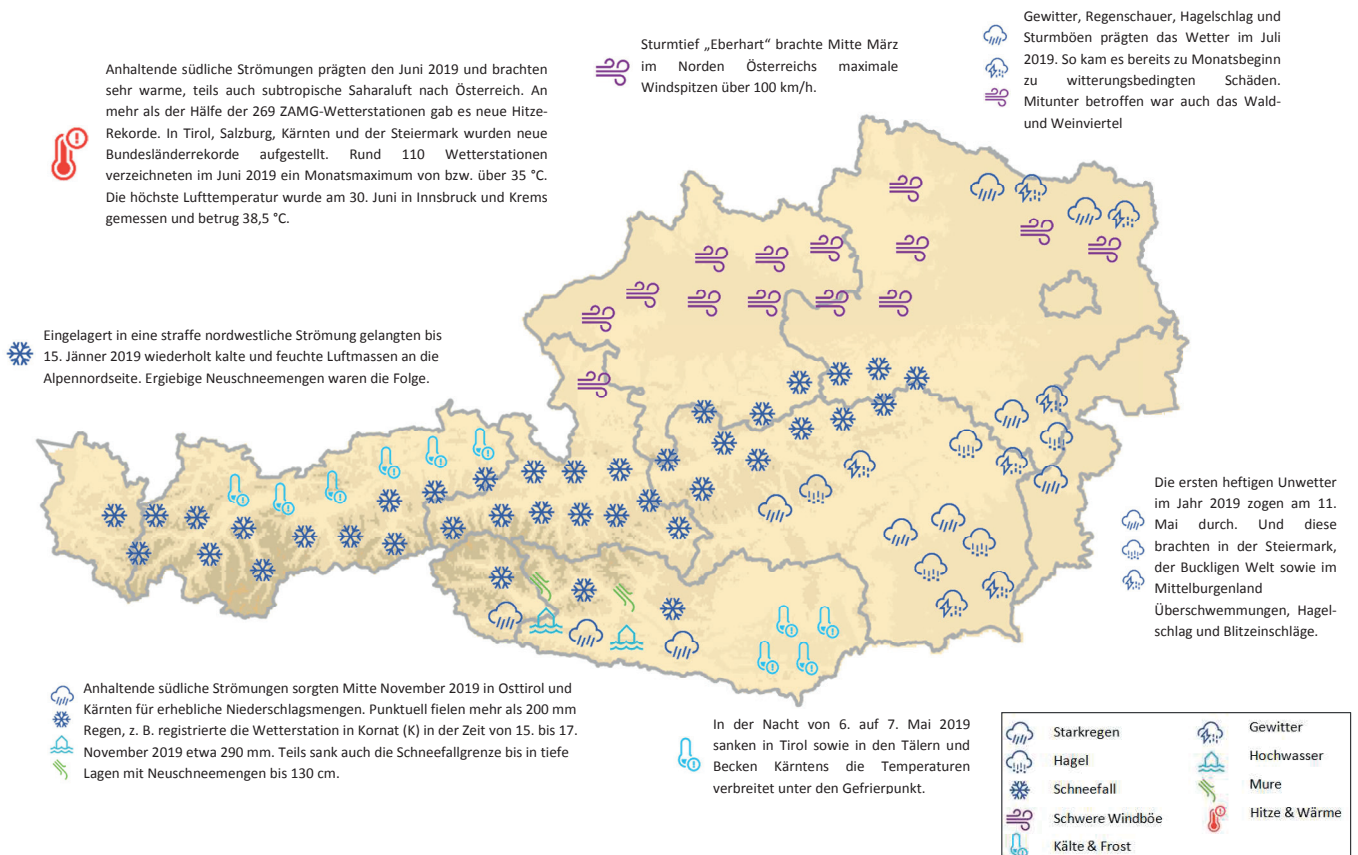 Anhaltende südliche Strömungen prägten den Juni 2019 und brachten
sehr warme, teils auch subtropische Saharaluft nach Österreich. An
mehr als der Hälfte der 269 ZAMG-Wetterstationen gab es neue Hitze-
Rekorde. In Tirol, Salzburg, Kärnten und der Steiermark wurden neue
Bundesländerrekorde aufgestellt. Rund 110 Wetterstationen
verzeichneten im Juni 2019 ein Monatsmaximum von bzw. über 35 °C.
Die höchste Lufttemperatur wurde am 30. Juni in Innsbruck und Krems
gemessen und betrug 38,5 °C.
Sturmtief „Eberhart“ brachte Mitte März
im Norden Österreichs maximale
Windspitzen über 100 km/h.
Gewitter, Regenschauer, Hagelschlag und
Sturmböen prägten das Wetter im Juli
2019. So kam es bereits zu Monatsbeginn
zu witterungsbedingten Schäden.
Mitunter betroffen war auch das Wald-
und Weinviertel
Eingelagert in eine straffe nordwestliche Strömung gelangten bis
15. Jänner 2019 wiederholt kalte und feuchte Luftmassen an die
Alpennordseite. Ergiebige Neuschneemengen waren die Folge.
Die ersten heftigen Unwetter
im Jahr 2019 zogen am 11.
Mai durch. Und diese
brachten in der Steiermark,
der Buckligen Welt sowie im
Mittelburgenland
Überschwemmungen, Hagel-
schlag und Blitzeinschläge.
Anhaltende südliche Strömungen sorgten Mitte November 2019 in Osttirol und
Kärnten für erhebliche Niederschlagsmengen. Punktuell fielen mehr als 200 mm
Regen, z. B. registrierte die Wetterstation in Kornat (K) in der Zeit von 15. bis 17.
November 2019 etwa 290 mm. Teils sank auch die Schneefallgrenze bis in tiefe
Lagen mit Neuschneemengen bis 130 cm.
In der Nacht von 6. auf 7. Mai 2019
sanken in Tirol sowie in den Tälern und
Becken Kärntens die Temperaturen
verbreitet unter den Gefrierpunkt.
Starkregen
Hagel
Schneefall
Schwere Windböe
Kälte & Frost
Gewitter
Hochwasser
Mure
Hitze & Wärme